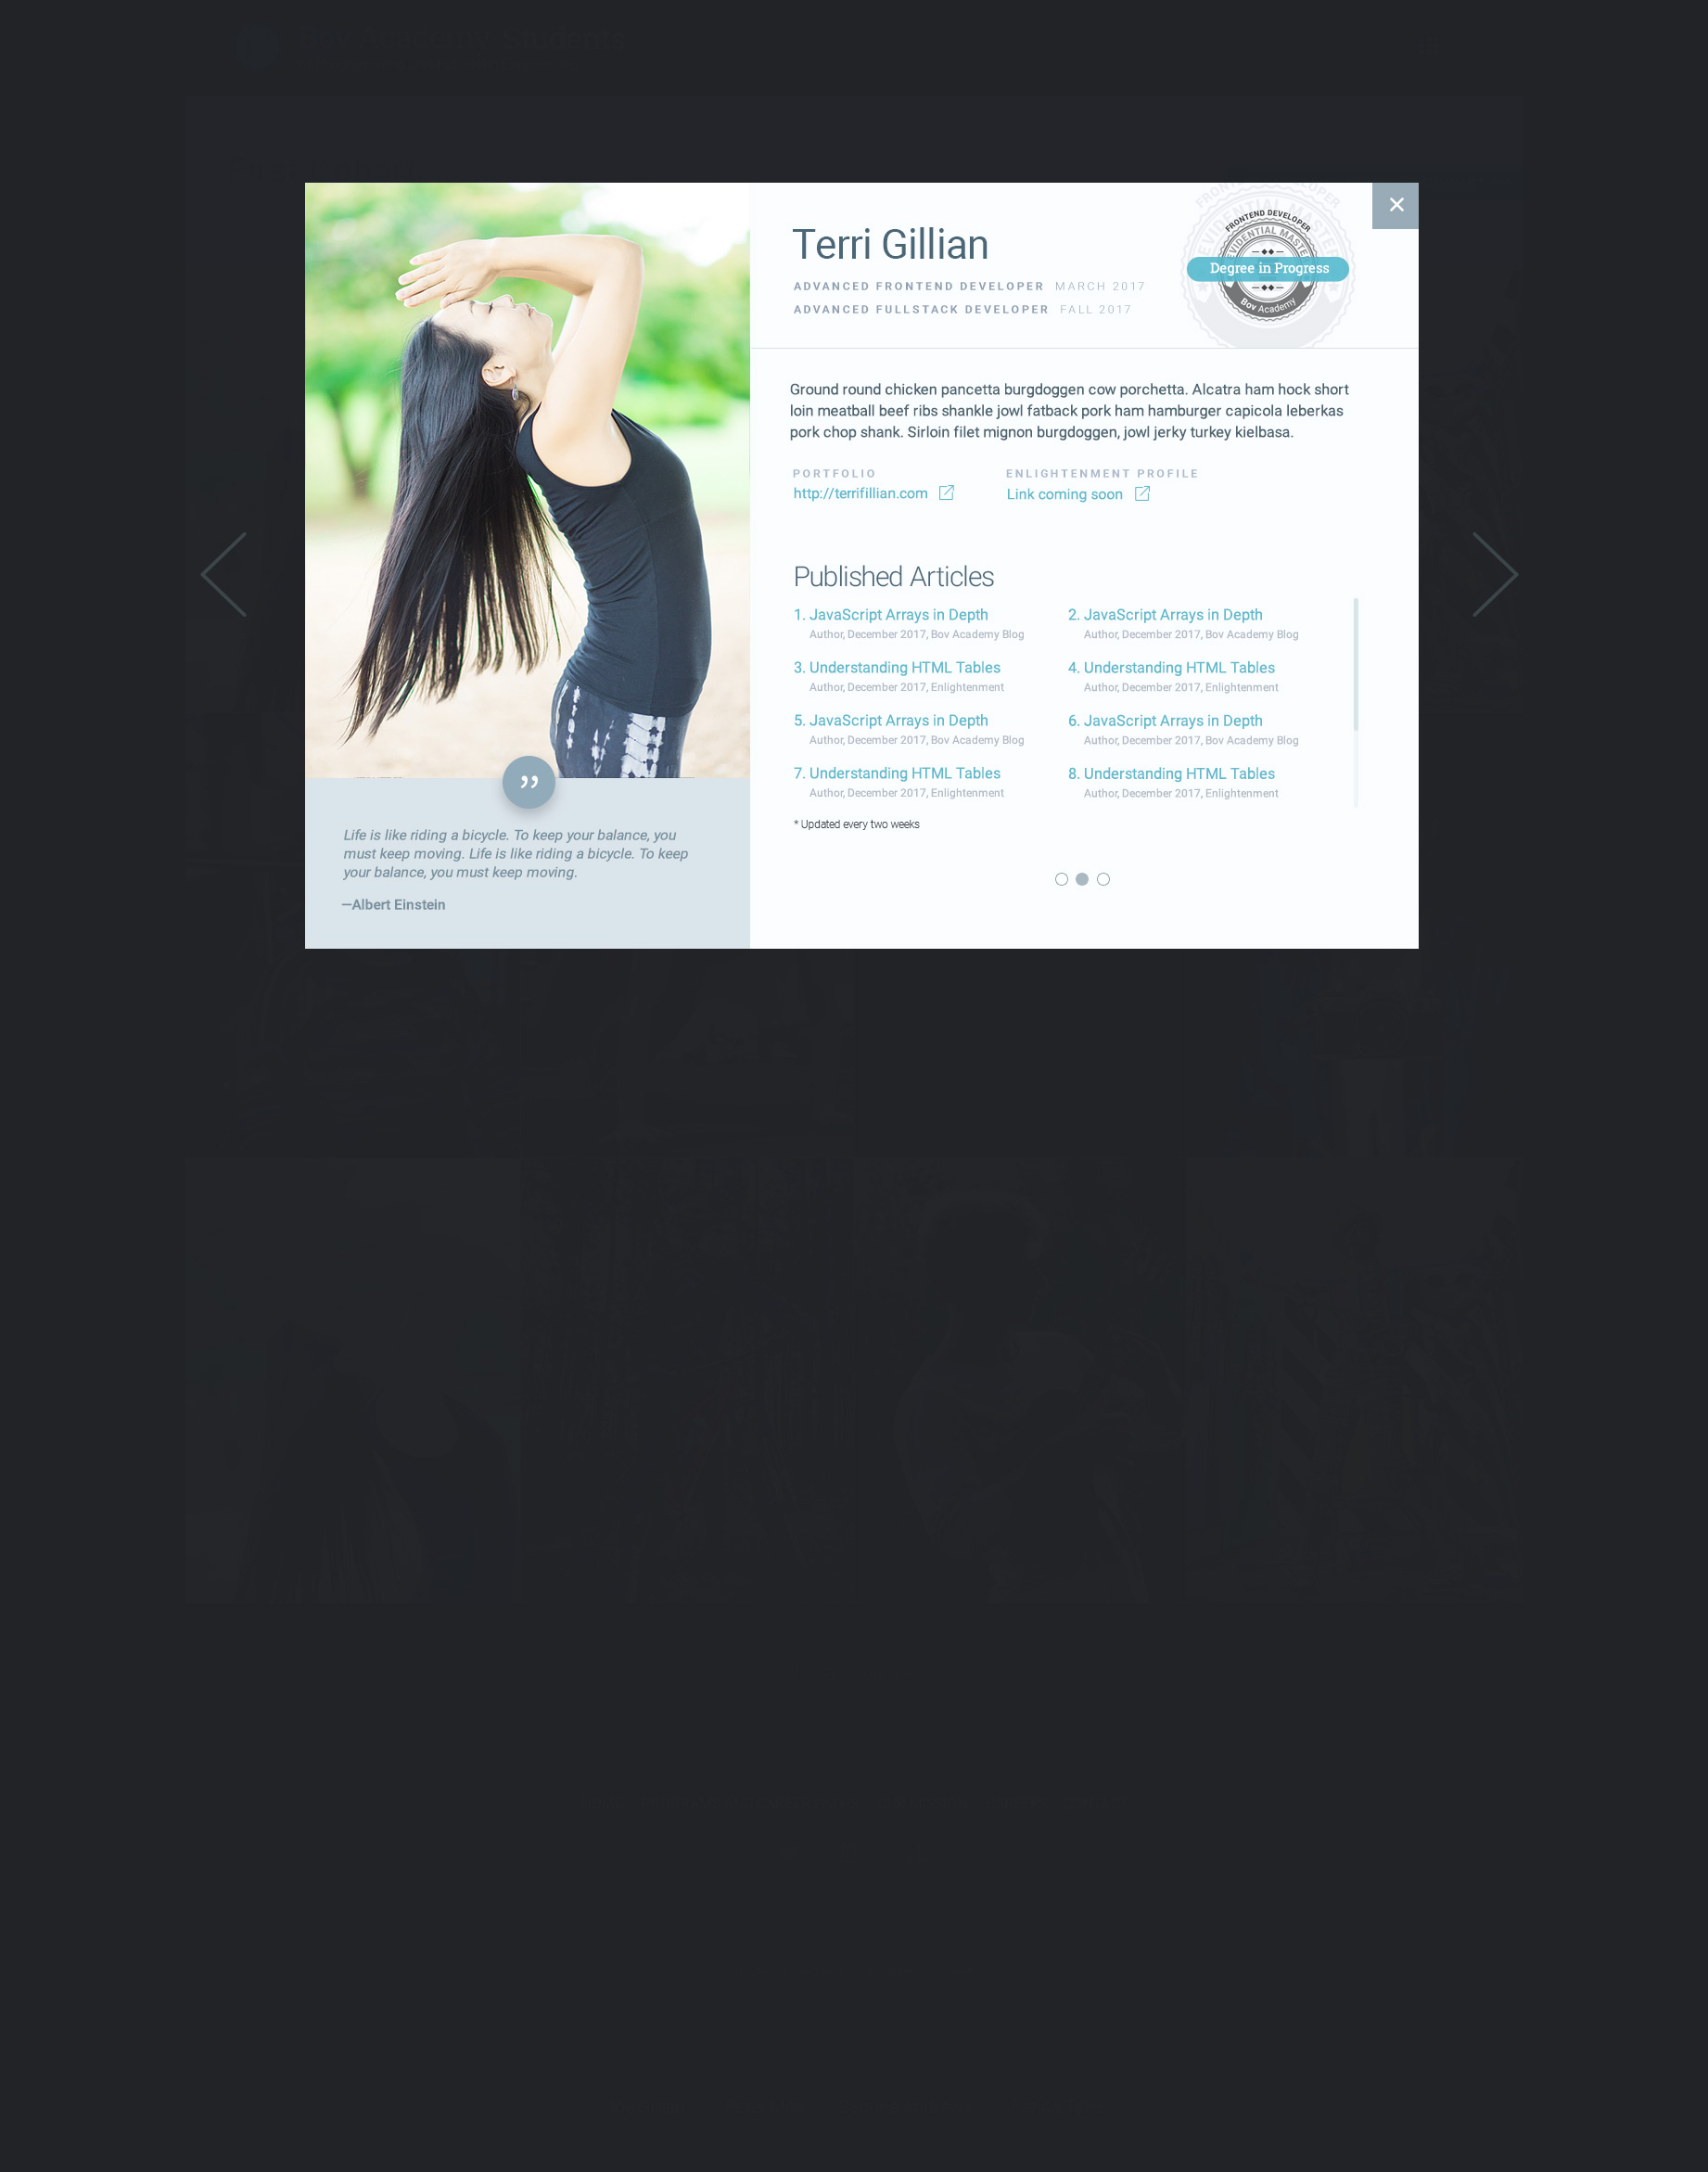 Terri Gillian
ADVANCED FRONTEND DEVELOPER MARCH 2017
ADVANCED FULLSTACK DEVELOPER FALL 2017
FRONTEND DEVELOPER
EVIDENTIAL MASTER
Degree in Progress
Bov Academy
Ground round chicken pancetta burgdoggen cow porchetta. Alcatra ham hock short
loin meatball beef ribs shankle jowl fatback pork ham hamburger capicola leberkas
pork chop shank. Sirloin filet mignon burgdoggen, jowl jerky turkey kielbasa.
PORTFOLIO
http://terrifillian.com
ENLIGHTENMENT PROFILE
Link coming soon
Published Articles
1. JavaScript Arrays in Depth
Author, December 2017, Bov Academy Blog
2. JavaScript Arrays in Depth
Author, December 2017, Bov Academy Blog
3. Understanding HTML Tables
Author, December 2017, Enlightenment
4. Understanding HTML Tables
Author, December 2017, Enlightenment
5. JavaScript Arrays in Depth
Author, December 2017, Bov Academy Blog
6. JavaScript Arrays in Depth
Author, December 2017, Bov Academy Blog
7. Understanding HTML Tables
Author, December 2017, Enlightenment
8. Understanding HTML Tables
Author, December 2017, Enlightenment
* Updated every two weeks
”
Life is like riding a bicycle. To keep your balance, you
must keep moving. Life is like riding a bicycle. To keep
your balance, you must keep moving.
—Albert Einstein